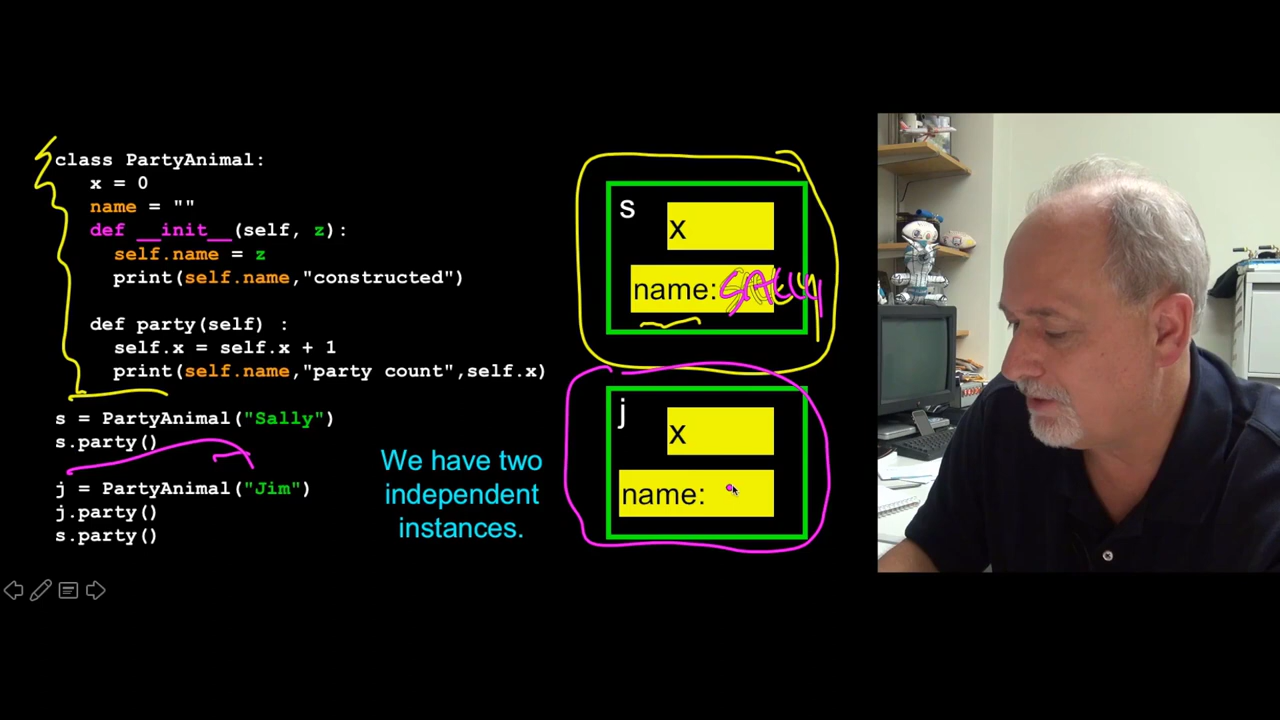 class PartyAnimal:
x = 0
name = ""
def __init__(self, z):
self.name = z
print(self.name,"constructed")
def party(self) :
self.x = self.x + 1
print(self.name,"party count",self.x)
s = PartyAnimal("Sally")
s.party()
j = PartyAnimal("Jim")
j.party()
s.party()
We have two
independent
instances.
s
x
name: SALLY
j
x
name: